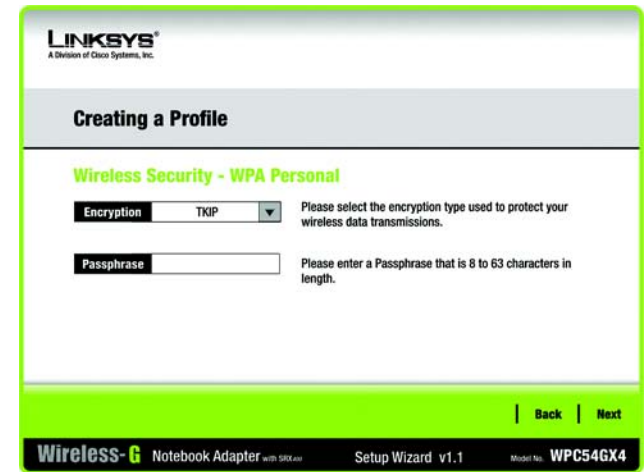 LINKSYS®
A Division of Cisco Systems, Inc.
Creating a Profile
Wireless Security - WPA Personal
Encryption TKIP Please select the encryption type used to protect your
wireless data transmissions.
Passphrase Please enter a Passphrase that is 8 to 63 characters in
length.
Back Next
Wireless-G Notebook Adapter with SRX400 Setup Wizard v1.1 Model No. WPC54GX4